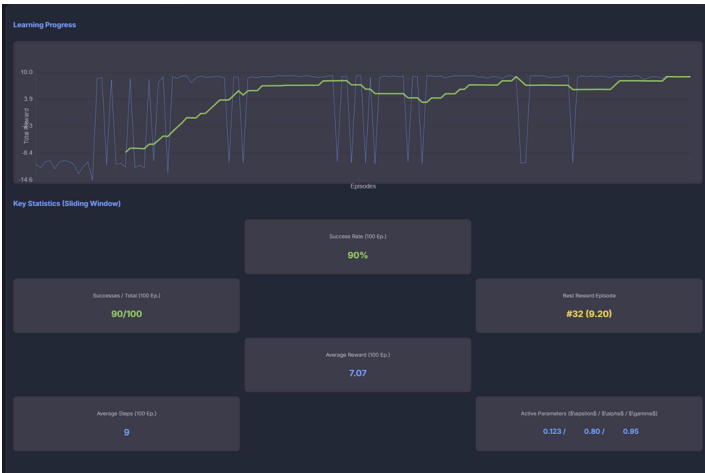 Learning Progress
10.0
3.9
-2.3
-8.4
-14.6
Total Reward
Episodes
Key Statistics (Sliding Window)
Success Rate (100 Ep.)
90%
Successes / Total (100 Ep.)
90/100
Best Reward Episode
#32 (9.20)
Average Reward (100 Ep.)
7.07
Average Steps (100 Ep.)
9
Active Parameters ($\epsilon$ / $\alpha$ / $\gamma$)
0.123 / 0.80 / 0.95